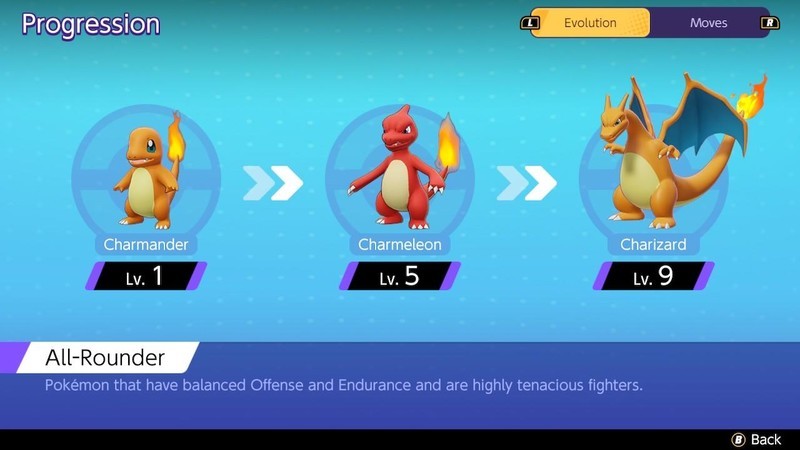 Progression
L Evolution Moves R
Charmander Charmeleon Charizard
Lv. 1 Lv. 5 Lv. 9
All-Rounder
Pokémon that have balanced Offense and Endurance and are highly tenacious fighters.
B Back